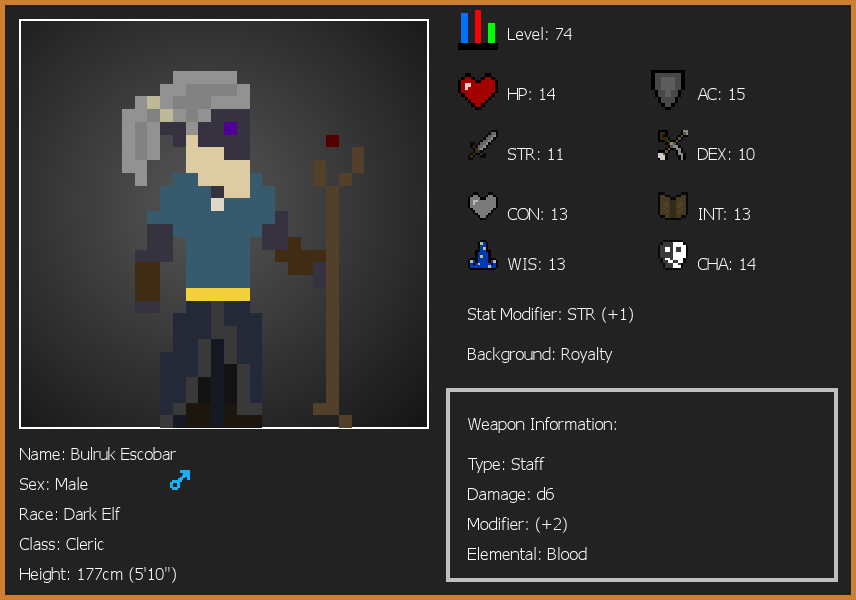 Level: 74
HP: 14
AC: 15
STR: 11
DEX: 10
CON: 13
INT: 13
WIS: 13
CHA: 14
Stat Modifier: STR (+1)
Background: Royalty
Weapon Information:
Type: Staff
Damage: d6
Modifier: (+2)
Elemental: Blood
Name: Bulruk Escobar
Sex: Male
Race: Dark Elf
Class: Cleric
Height: 177cm (5'10")